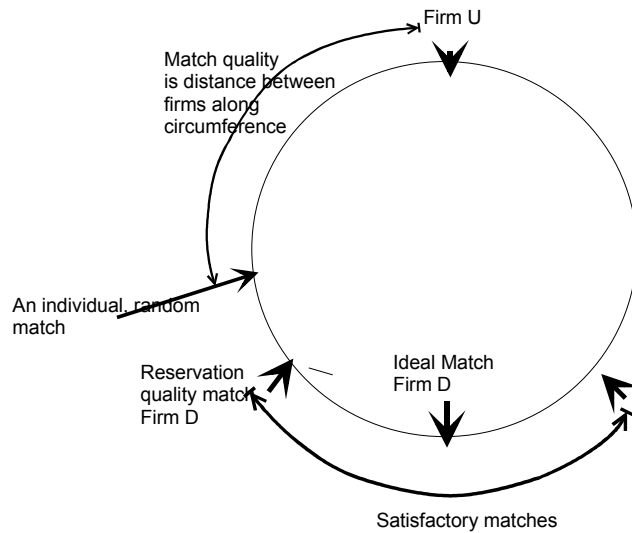 Firm U
Match quality
is distance between
firms along
circumference
An individual, random
match
Reservation
quality match
Firm D
Ideal Match
Firm D
Satisfactory matches